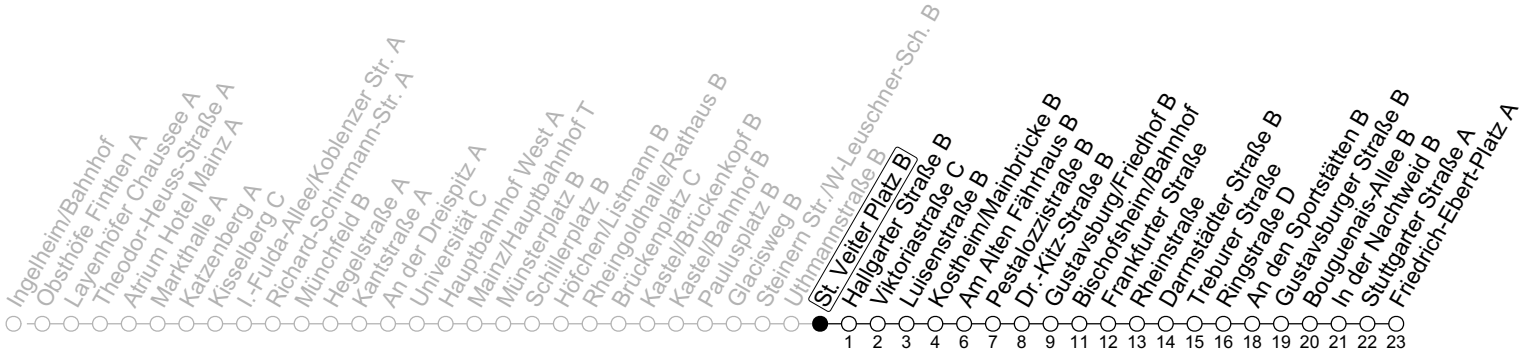 Ingelheim/Bahnhof
Obsthöfe Finthen A
Layenhöfer Chaussee A
Theodor-Heuss-Straße A
Atrium Hotel Mainz A
Markthalle A
Katzenberg A
Kisselberg C
I.-Fulda-Allee/Koblenzer Str. A
Richard-Schirrmann-Str. A
Münchfeld B
Hegelstraße A
Kantstraße A
An der Dreispitz A
Universität C
Hauptbahnhof West A
Mainz/Hauptbahnhof T
Münsterplatz B
Schillerplatz B
Höfchen/Listmann B
Rheingoldhalle/Rathaus B
Brückenplatz C
Kastel/Brückenkopf B
Kastel/Bahnhof B
Paulusplatz B
Glacisweg B
Steinern Str./W-Leuschner-Sch. B
Uthmannstraße B
St. Veiter Platz B
Hallgarter Straße B
Viktoriastraße C
Luisenstraße B
Kostheim/Mainbrücke B
Am Alten Fährhaus B
Pestalozzistraße B
Dr.-Kitz-Straße B
Gustavsburg/Friedhof B
Bischofsheim/Bahnhof
Frankfurter Straße
Rheinstraße
Darmstädter Straße B
Treburer Straße
Ringstraße D
An den Sportstätten B
Gustavsburger Straße B
Bouguenais-Allee B
In der Nachtweid B
Stuttgarter Straße A
Friedrich-Ebert-Platz A
1 2 3 4 6 7 8 9 11 12 13 14 15 16 18 19 20 21 22 23